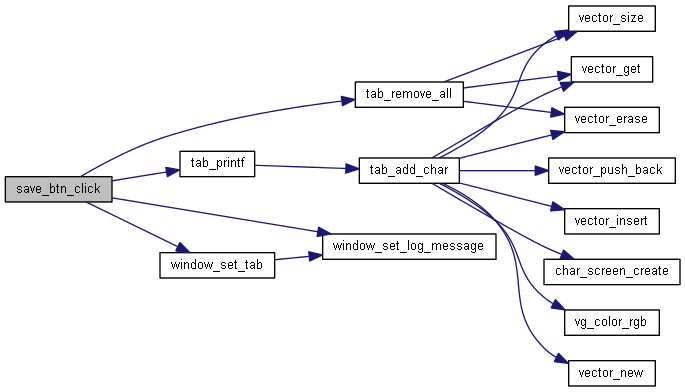 save_btn_click
tab_remove_all
tab_printf
tab_add_char
window_set_log_message
window_set_tab
vector_size
vector_get
vector_erase
vector_push_back
vector_insert
char_screen_create
vg_color_rgb
vector_new